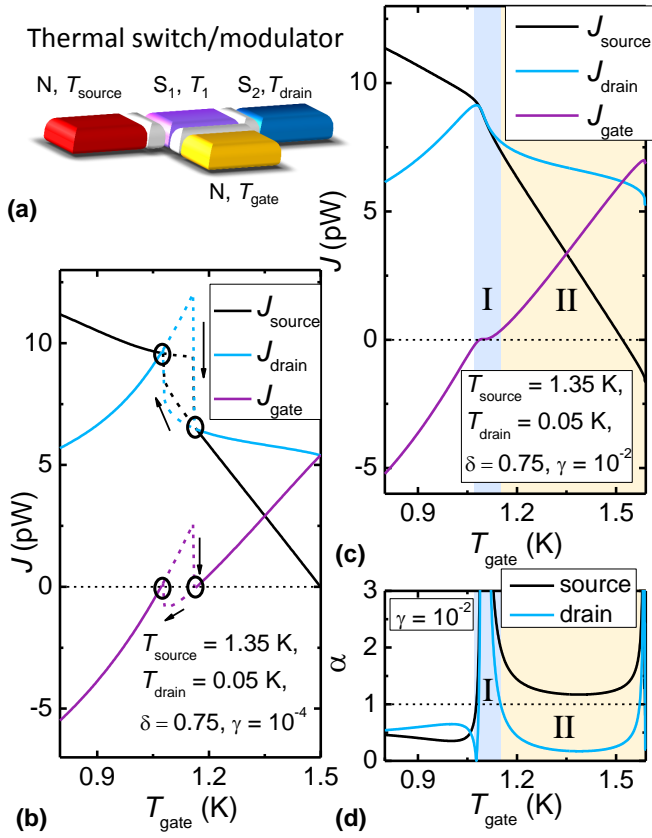 Thermal switch/modulator
N, T_source S₁, T₁ S₂,T_drain
N, T_gate
(a)
J (pW)
10
5
0
-5
J_source
J_drain
J_gate
T_source = 1.35 K,
T_drain = 0.05 K,
δ = 0.75, γ = 10⁻⁴
0.9 1.2 1.5
T_gate (K)
(b)
J (pW)
10
5
0
-5
J_source
J_drain
J_gate
I
II
T_source = 1.35 K,
T_drain = 0.05 K,
δ = 0.75, γ = 10⁻²
0.9 1.2 1.5
T_gate (K)
(c)
α
3
2
1
0
γ = 10⁻²
source
drain
I
II
0.9 1.2 1.5
T_gate (K)
(d)